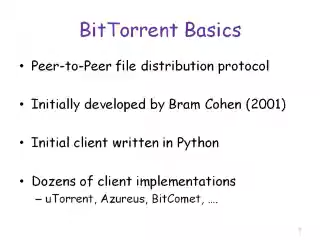 BitTorrent Basics
• Peer-to-Peer file distribution protocol
• Initially developed by Bram Cohen (2001)
• Initial client written in Python
• Dozens of client implementations
– uTorrent, Azureus, BitComet, ….